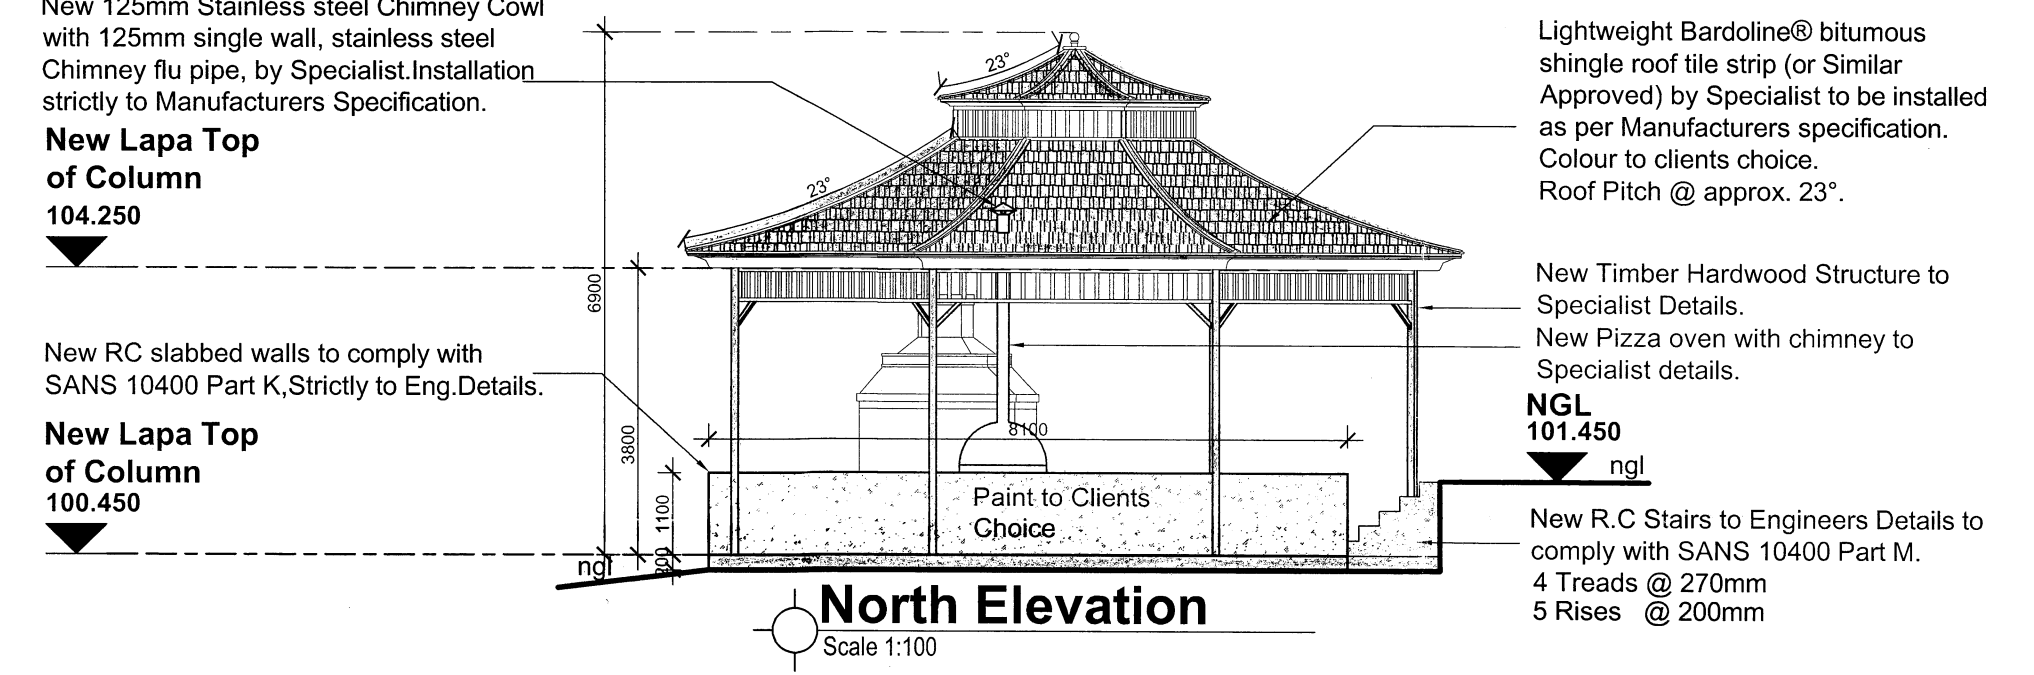 New 125mm Stainless steel Chimney Cowl
with 125mm single wall, stainless steel
Chimney flu pipe, by Specialist.Installation
strictly to Manufacturers Specification.
New Lapa Top
of Column
104.250
New RC slabbed walls to comply with
SANS 10400 Part K,Strictly to Eng.Details.
New Lapa Top
of Column
100.450
6900
3800
1100
ngl
23°
23°
8100
Paint to Clients
Choice
Lightweight Bardoline® bitumous
shingle roof tile strip (or Similar
Approved) by Specialist to be installed
as per Manufacturers specification.
Colour to clients choice.
Roof Pitch @ approx. 23°.
New Timber Hardwood Structure to
Specialist Details.
New Pizza oven with chimney to
Specialist details.
NGL
101.450
ngl
New R.C Stairs to Engineers Details to
comply with SANS 10400 Part M.
4 Treads @ 270mm
5 Rises @ 200mm
North Elevation
Scale 1:100